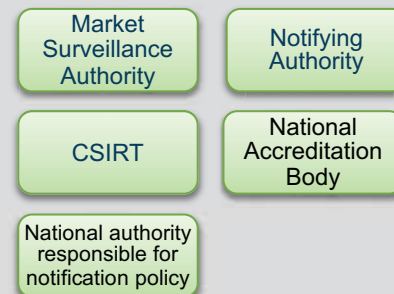 Market
Surveillance
Authority
Notifying
Authority
CSIRT
National
Accreditation
Body
National authority
responsible for
notification policy